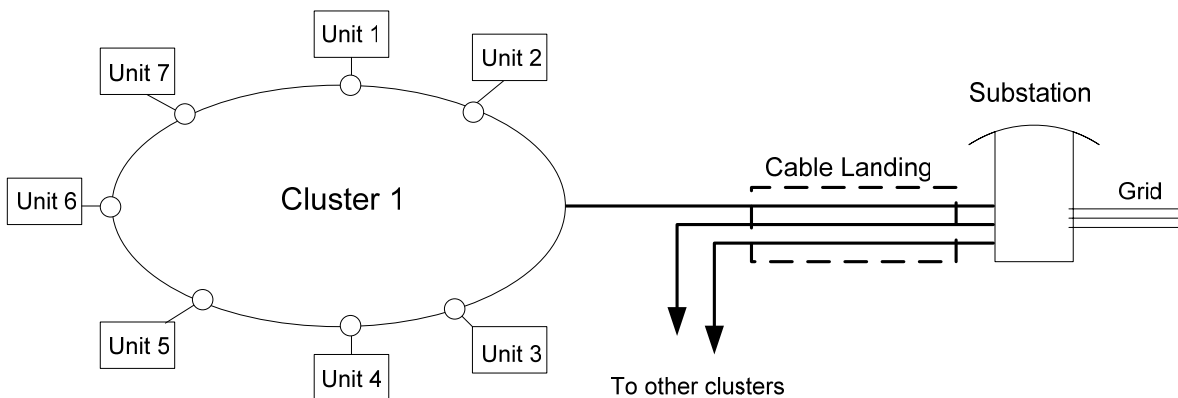 Unit 1
Unit 2
Unit 7
Substation
Cable Landing
Unit 6
Cluster 1
Grid
Unit 5
Unit 4
Unit 3
To other clusters